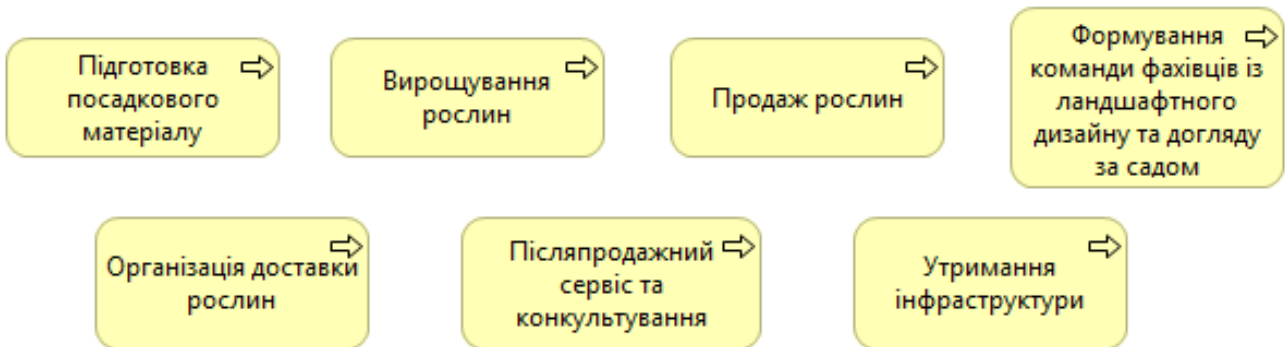 Підготовка
посадкового
матеріалу
Вирощування
рослин
Продаж рослин
Формування
команди фахівців із
ландшафтного
дизайну та догляду
за садом
Організація доставки
рослин
Післяпродажний
сервіс та
конкультування
Утримання
інфраструктури